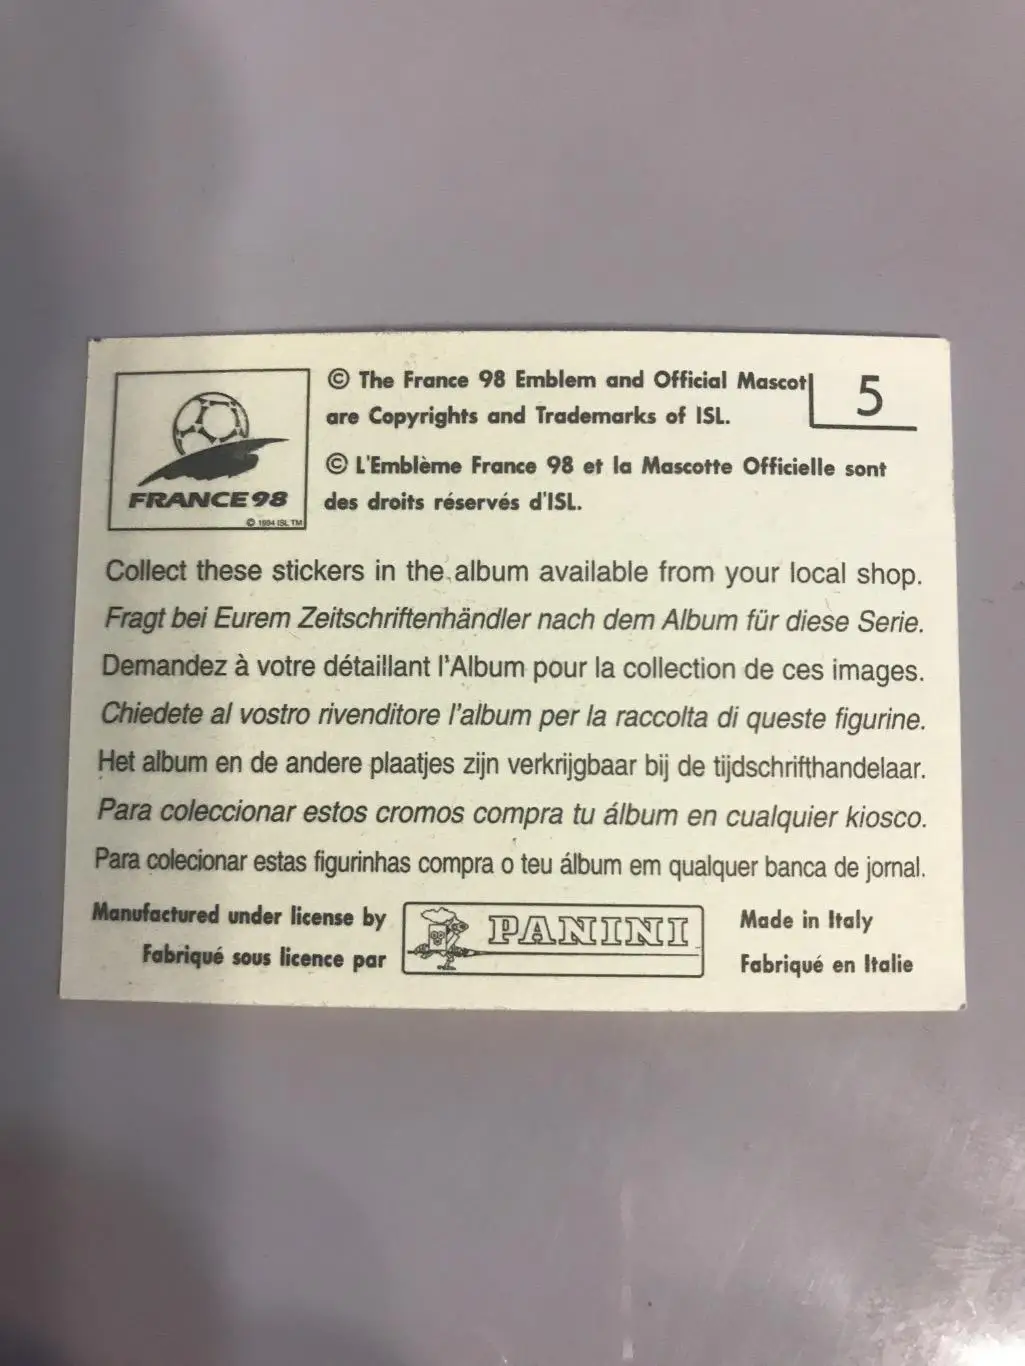 © The France 98 Emblem and Official Mascot
are Copyrights and Trademarks of ISL.
5
© L'Emblème France 98 et la Mascotte Officielle sont
des droits réservés d'ISL.
FRANCE98
© 1994 ISL TM
Collect these stickers in the album available from your local shop.
Fragt bei Eurem Zeitschriftenhändler nach dem Album für diese Serie.
Demandez à votre détaillant l'Album pour la collection de ces images.
Chiedete al vostro rivenditore l'album per la raccolta di queste figurine.
Het album en de andere plaatjes zijn verkrijgbaar bij de tijdschrifthandelaar.
Para coleccionar estos cromos compra tu álbum en cualquier kiosco.
Para colecionar estas figurinhas compra o teu álbum em qualquer banca de jornal.
Manufactured under license by
Fabriqué sous licence par
PANINI
Made in Italy
Fabriqué en Italie